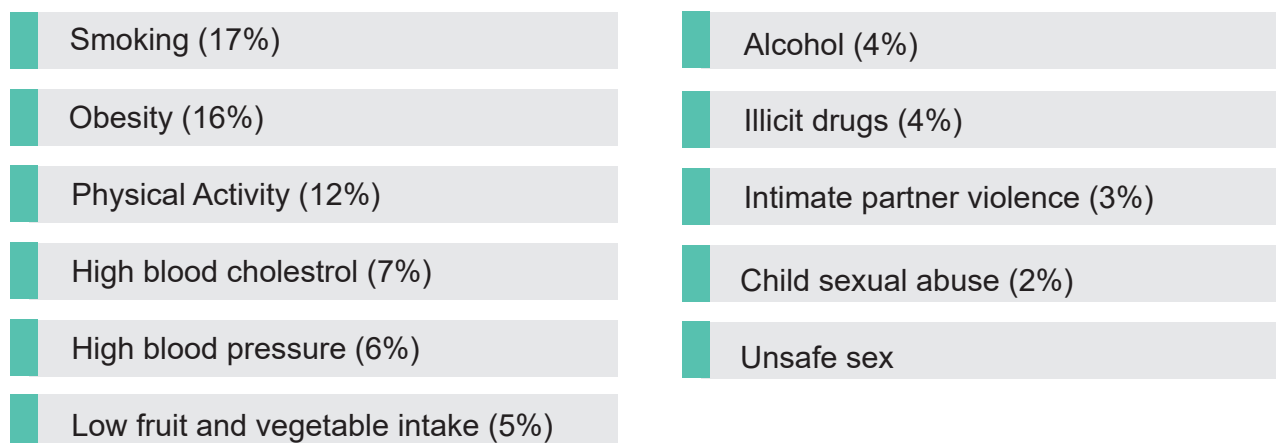 Smoking (17%)
Obesity (16%)
Physical Activity (12%)
High blood cholestrol (7%)
High blood pressure (6%)
Low fruit and vegetable intake (5%)
Alcohol (4%)
Illicit drugs (4%)
Intimate partner violence (3%)
Child sexual abuse (2%)
Unsafe sex